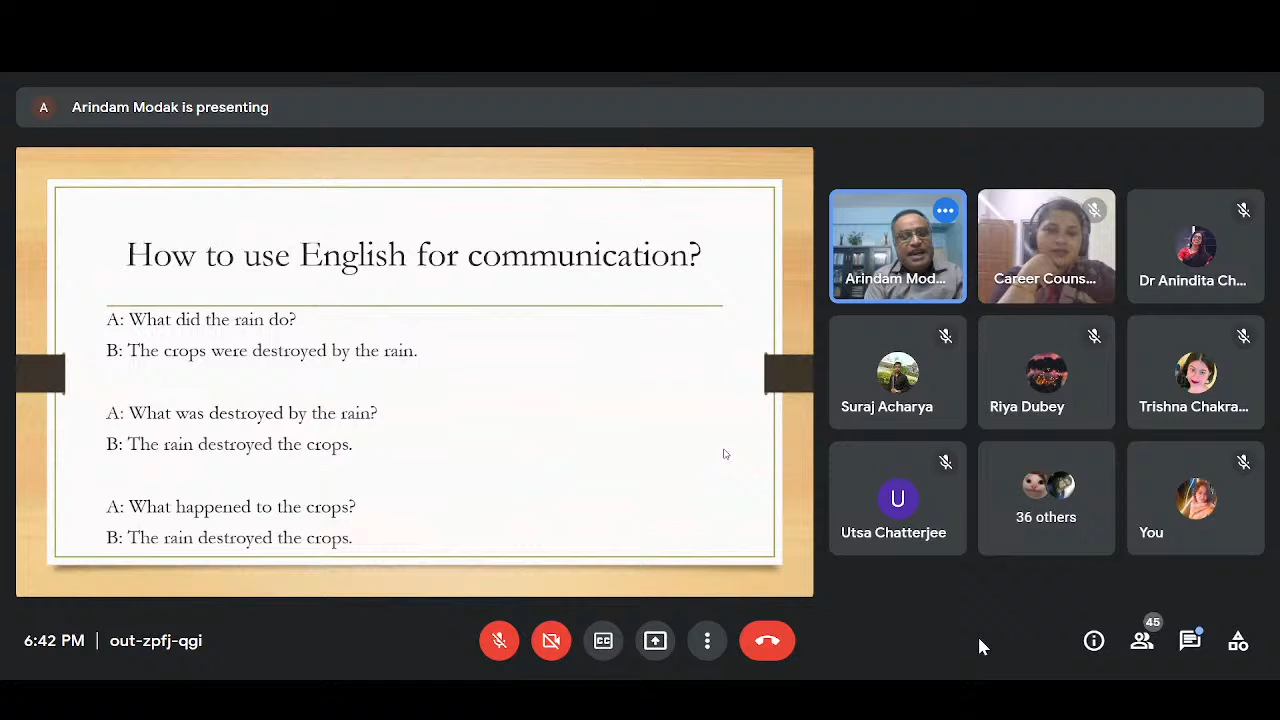 A
Arindam Modak is presenting
How to use English for communication?
A: What did the rain do?
B: The crops were destroyed by the rain.
A: What was destroyed by the rain?
B: The rain destroyed the crops.
A: What happened to the crops?
B: The rain destroyed the crops.
Arindam Mod...
Career Couns...
Dr Anindita Ch...
Suraj Acharya
Riya Dubey
Trishna Chakra...
U
Utsa Chatterjee
36 others
You
6:42 PM | out-zpfj-qgi
CC
45